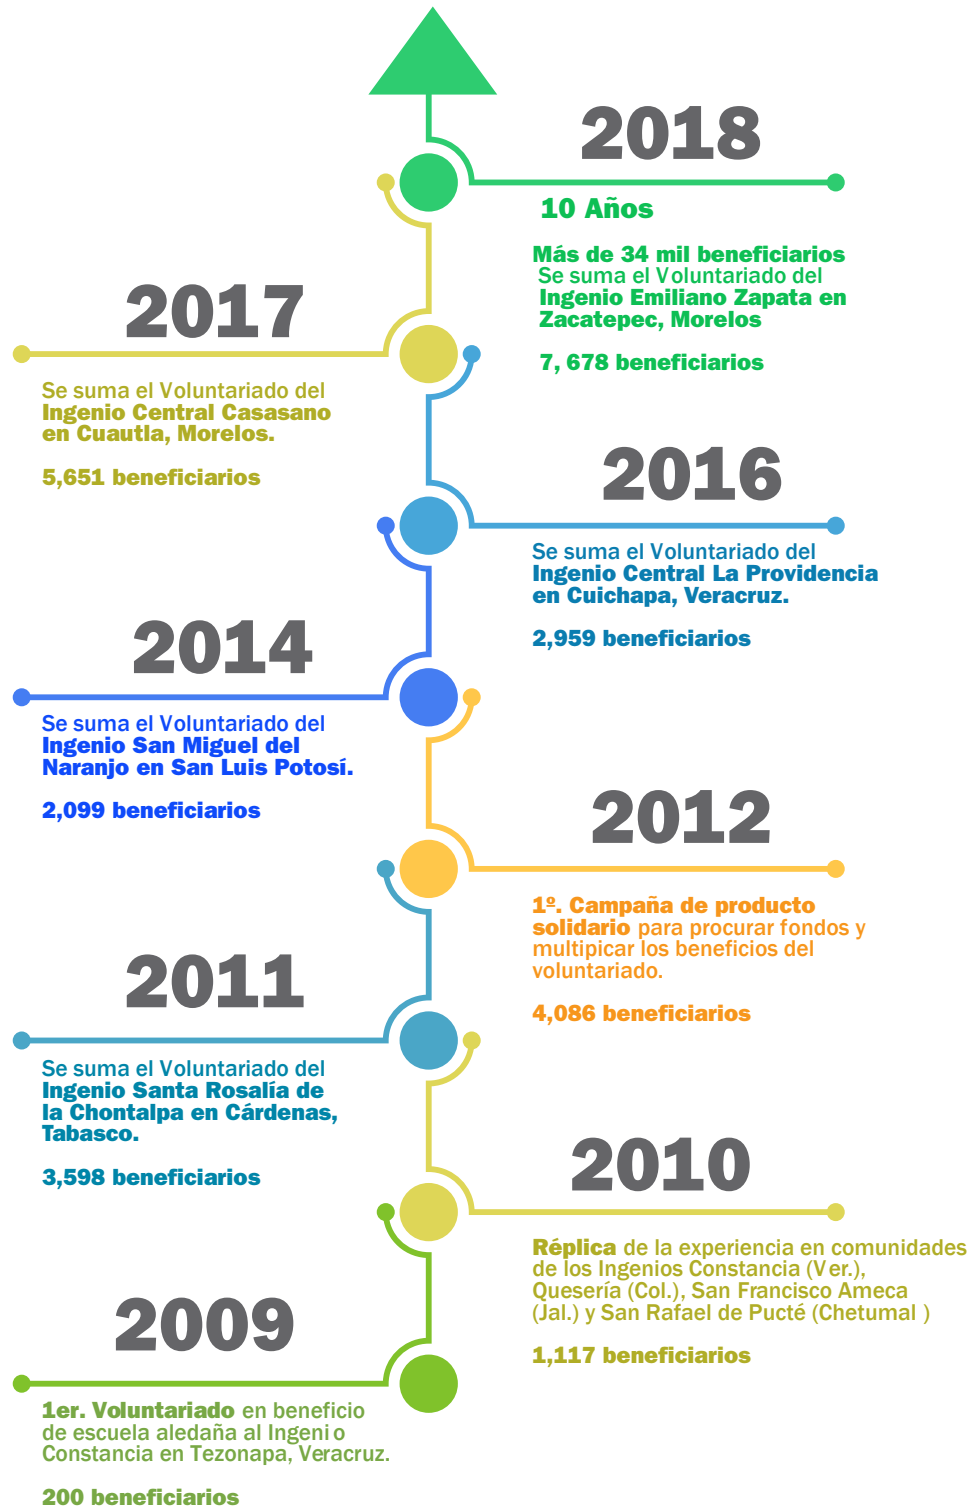 2018
10 Años
Más de 34 mil beneficiarios
Se suma el Voluntariado del
Ingenio Emiliano Zapata en
Zacatepec, Morelos
7, 678 beneficiarios
2017
Se suma el Voluntariado del
Ingenio Central Casasano
en Cuautla, Morelos.
5,651 beneficiarios
2016
Se suma el Voluntariado del
Ingenio Central La Providencia
en Cuichapa, Veracruz.
2,959 beneficiarios
2014
Se suma el Voluntariado del
Ingenio San Miguel del
Naranjo en San Luis Potosí.
2,099 beneficiarios
2012
1º. Campaña de producto
solidario para procurar fondos y
multipicar los beneficios del
voluntariado.
4,086 beneficiarios
2011
Se suma el Voluntariado del
Ingenio Santa Rosalía de
la Chontalpa en Cárdenas,
Tabasco.
3,598 beneficiarios
2010
Réplica de la experiencia en comunidades
de los Ingenios Constancia (Ver.),
Quesería (Col.), San Francisco Ameca
(Jal.) y San Rafael de Pucté (Chetumal )
1,117 beneficiarios
2009
1er. Voluntariado en beneficio
de escuela aledaña al Ingeni o
Constancia en Tezonapa, Veracruz.
200 beneficiarios